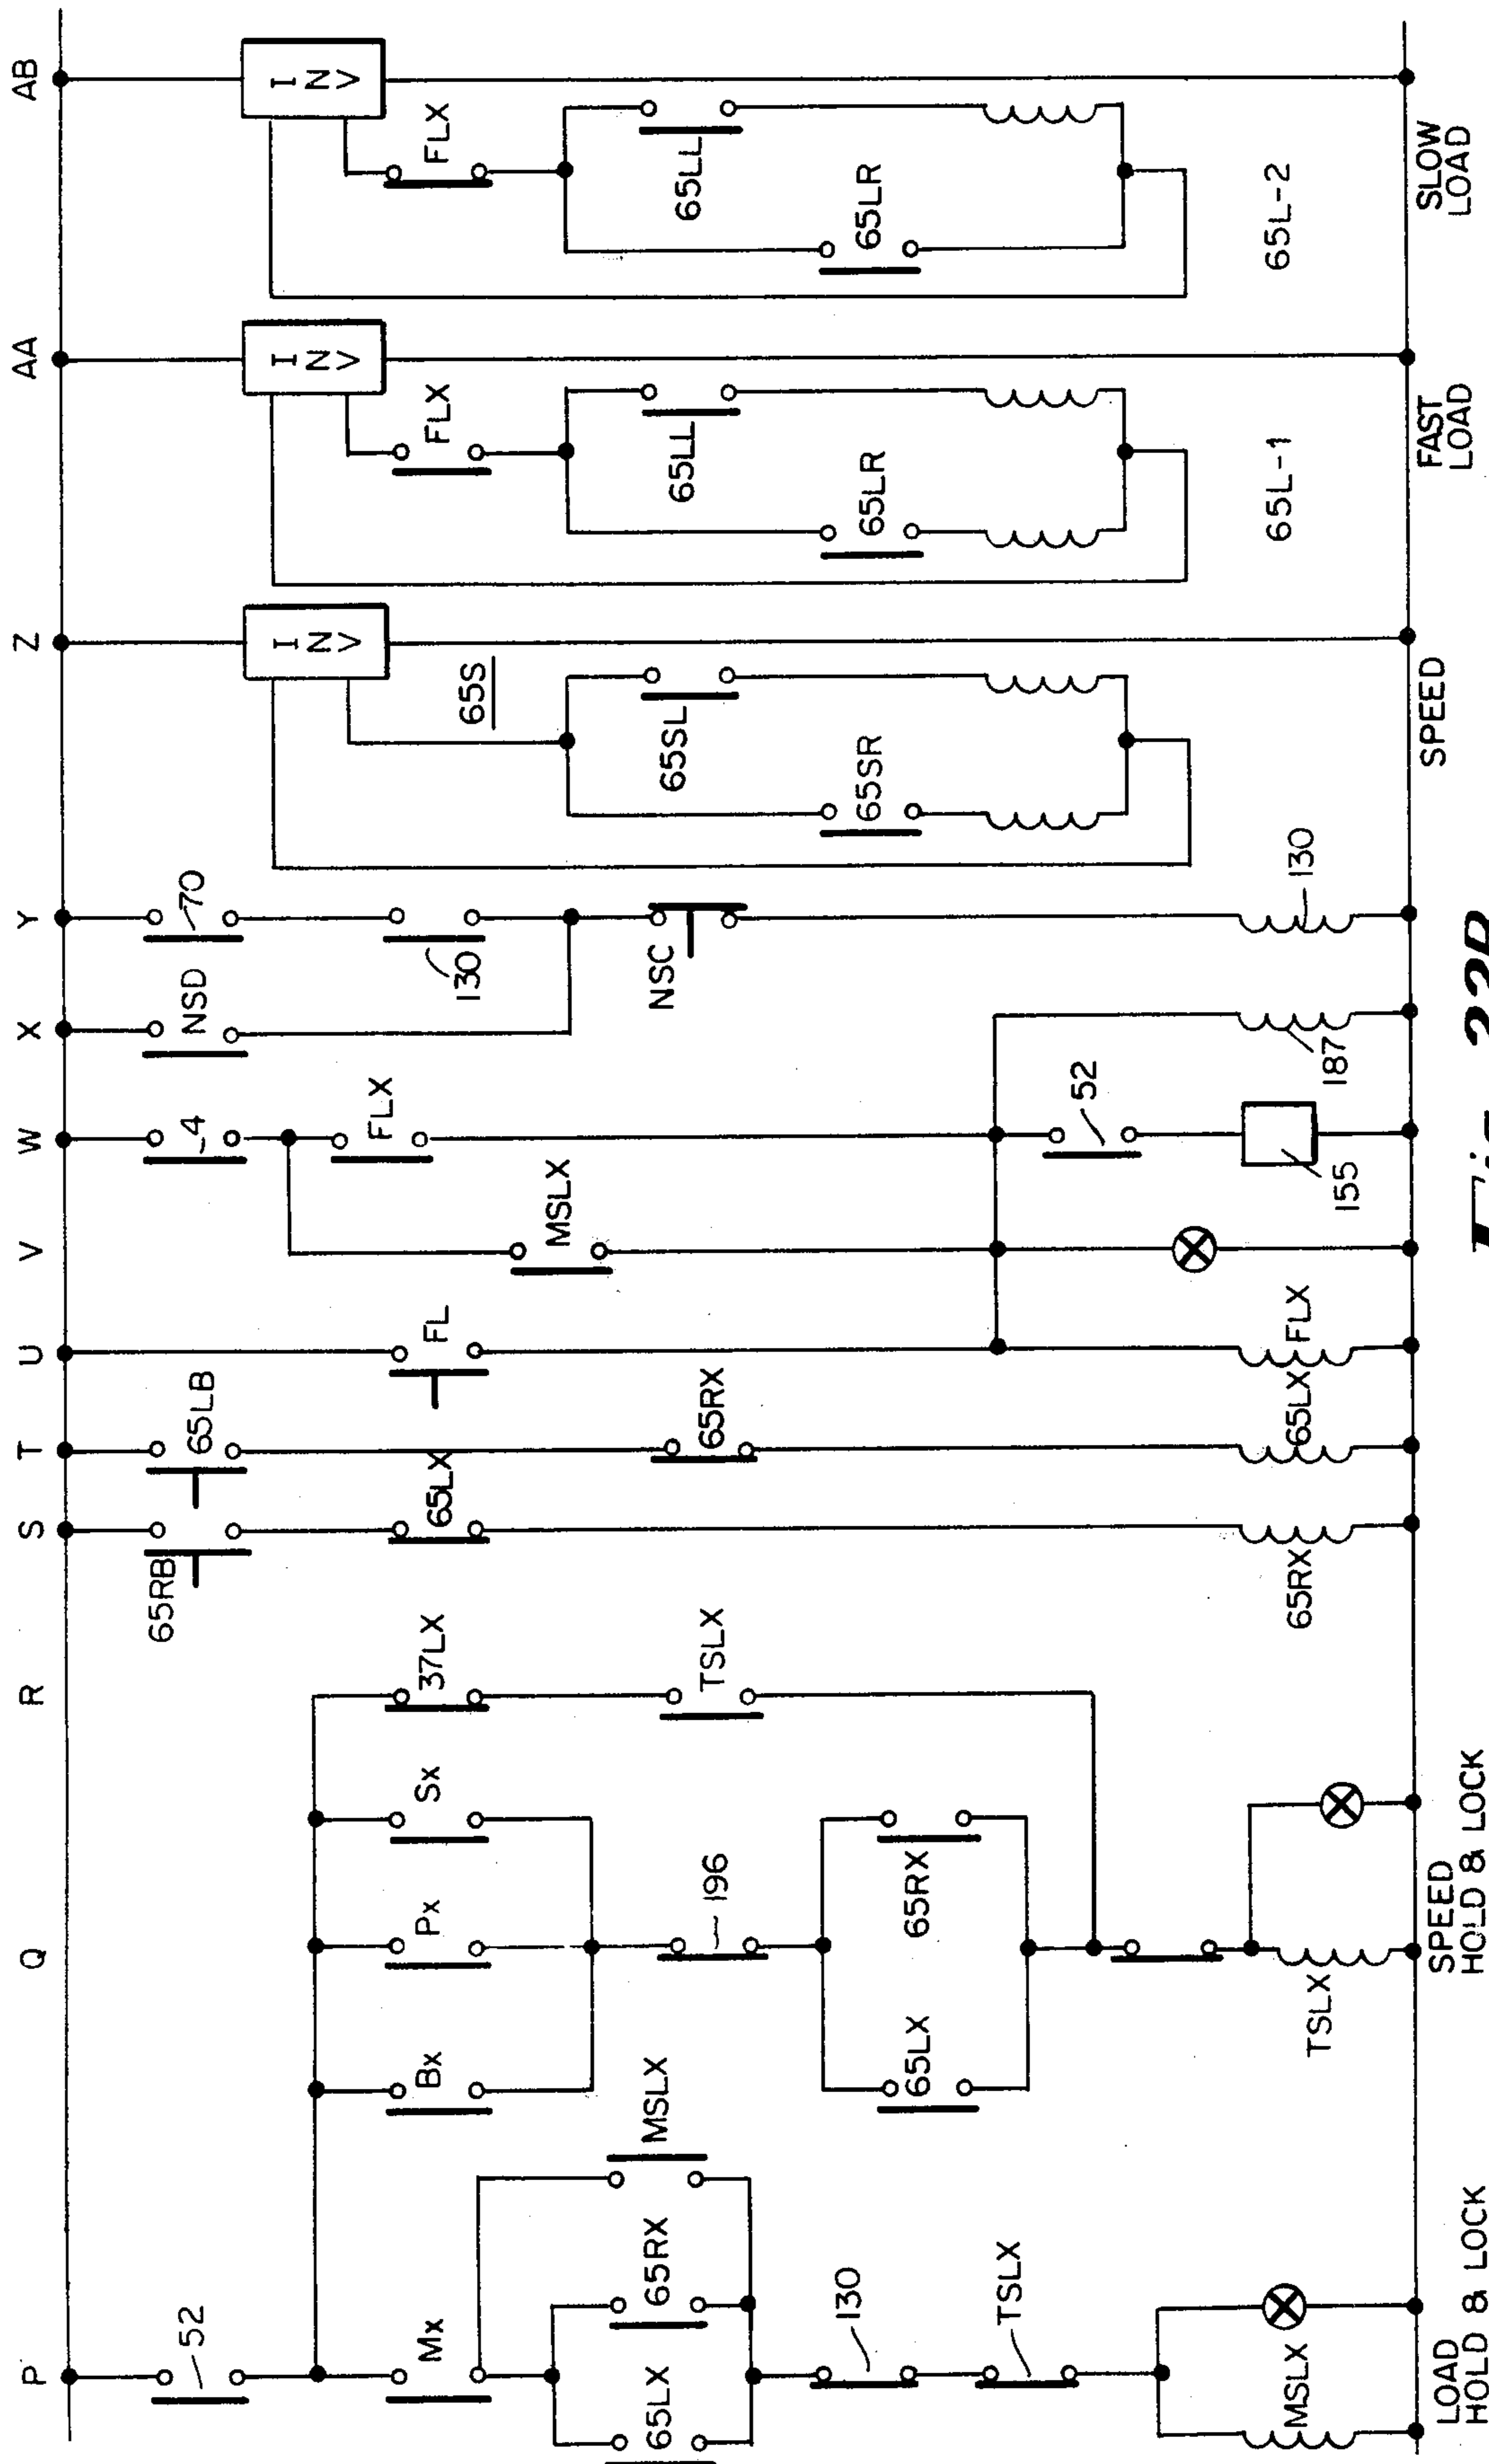 P
Q
R
S
T
U
V
W
X
Y
Z
AA
AB
52
Mx
65LX
65RX
MSLX
130
TSLX
MSLX
LOAD
HOLD & LOCK
Bx
Px
Sx
37LX
TSLX
196
65LX
65RX
TSLX
SPEED
HOLD & LOCK
65RB
65LX
65RX
65LB
65RX
65LX
FL
FLX
MSLX
4
FLX
52
155
187
NSD
70
130
NSC
130
INV
65S
65SL
65SR
SPEED
INV
FLX
65LL
65LR
65L-1
FAST
LOAD
INV
FLX
65LL
65LR
65L-2
SLOW
LOAD